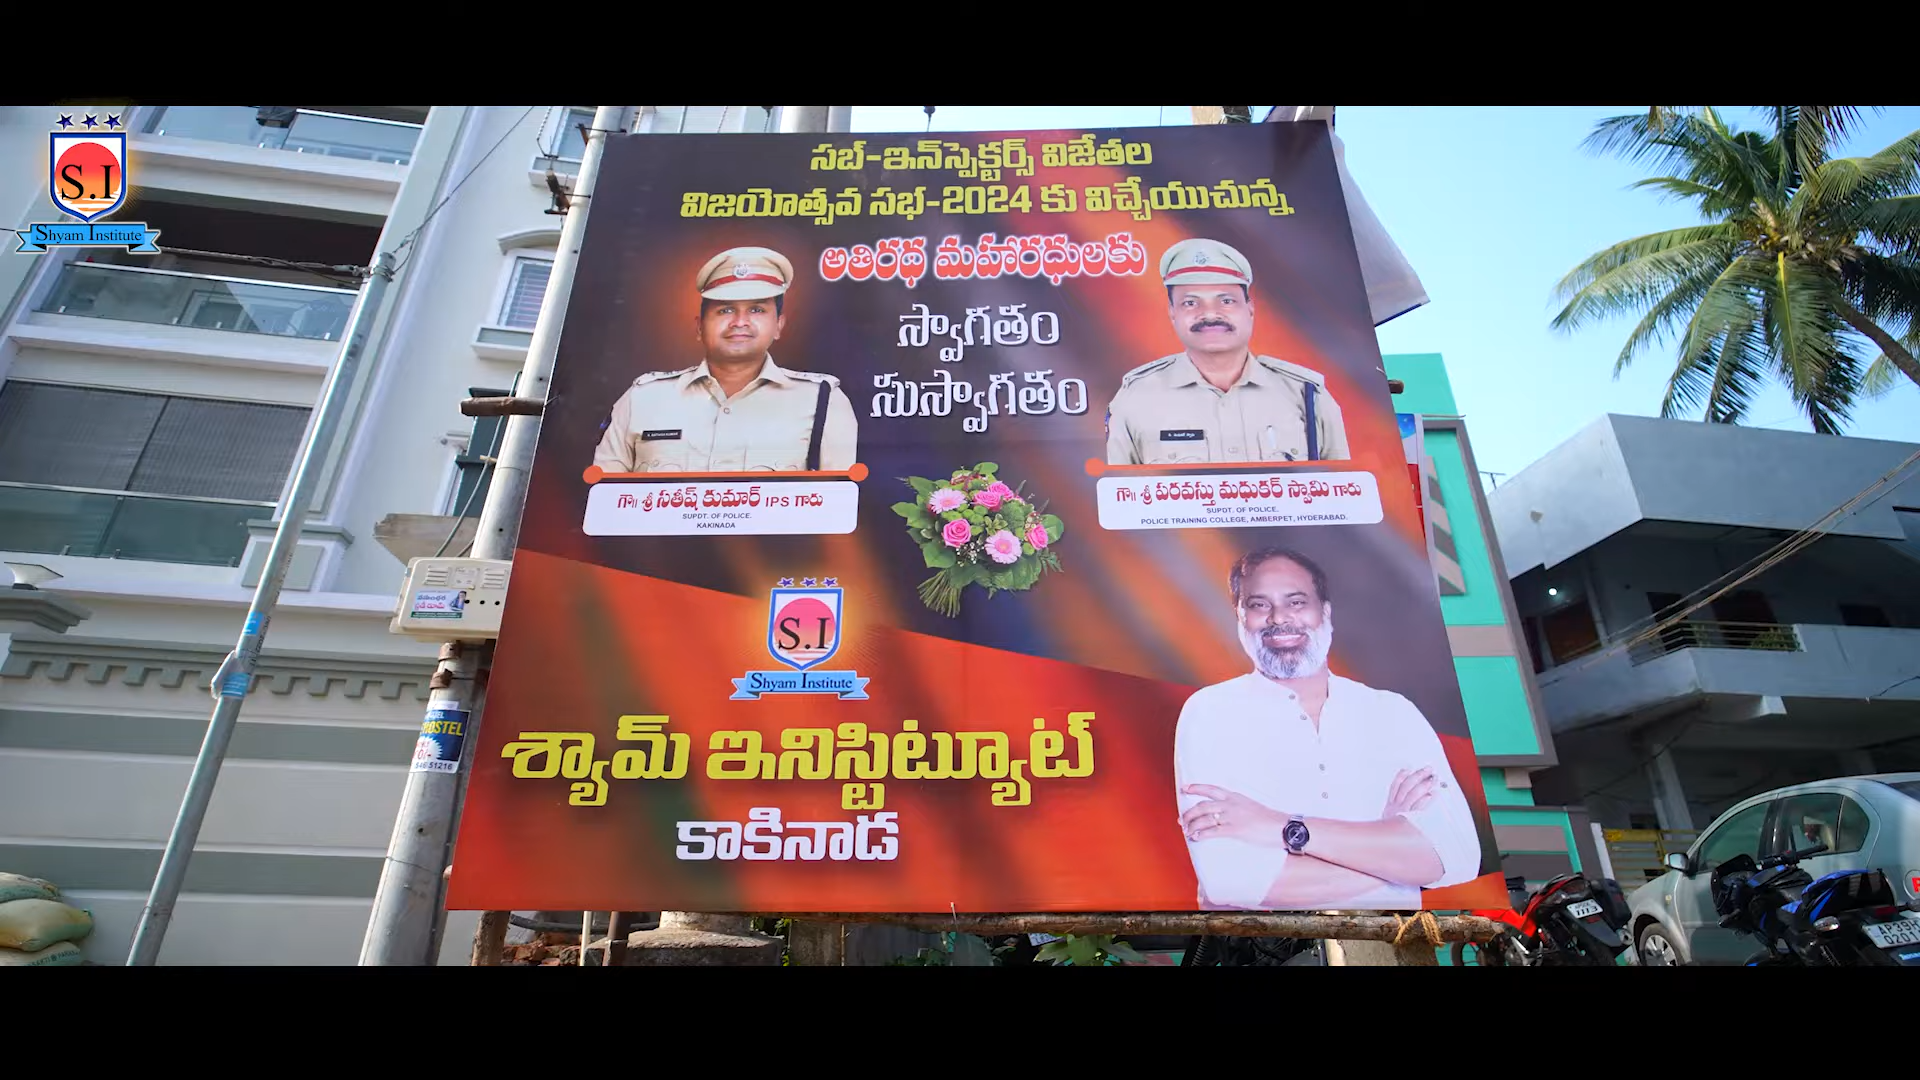 S.I
Shyam Institute
సబ్-ఇన్‌స్పెక్టర్స్ విజేతల
విజయోత్సవ సభ-2024 కు విచ్చేయుచున్న
అతిరథ మహారథులకు
స్వాగతం
సుస్వాగతం
గౌ|| శ్రీ సతీష్ కుమార్ IPS గారు
SUPDT. OF POLICE.
KAKINADA
గౌ|| శ్రీ పరవస్తు మధుకర్ స్వామి గారు
SUPDT. OF POLICE.
POLICE TRAINING COLLEGE, AMBERPET, HYDERABAD.
S.I
Shyam Institute
శ్యామ్ ఇనిస్టిట్యూట్
కాకినాడ
HOSTEL